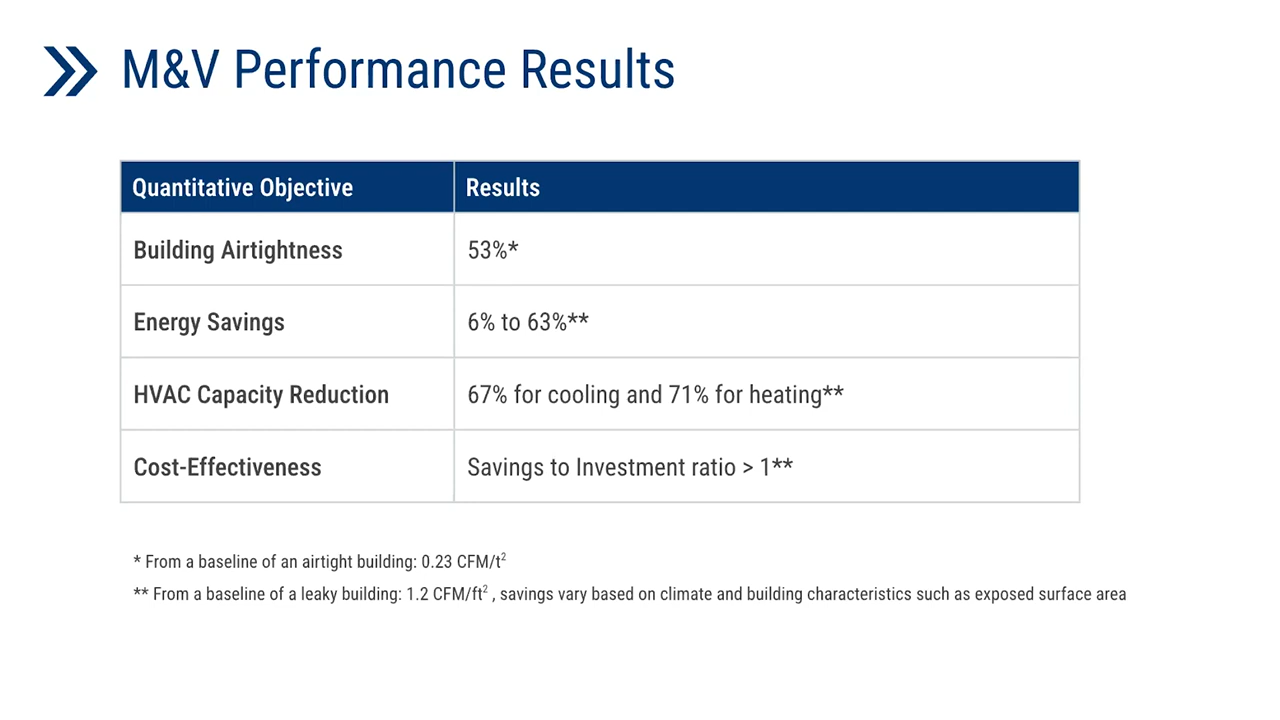 M&V Performance Results
Quantitative Objective Results
Building Airtightness 53%*
Energy Savings 6% to 63%**
HVAC Capacity Reduction 67% for cooling and 71% for heating**
Cost-Effectiveness Savings to Investment ratio > 1**
* From a baseline of an airtight building: 0.23 CFM/t²
** From a baseline of a leaky building: 1.2 CFM/ft² , savings vary based on climate and building characteristics such as exposed surface area